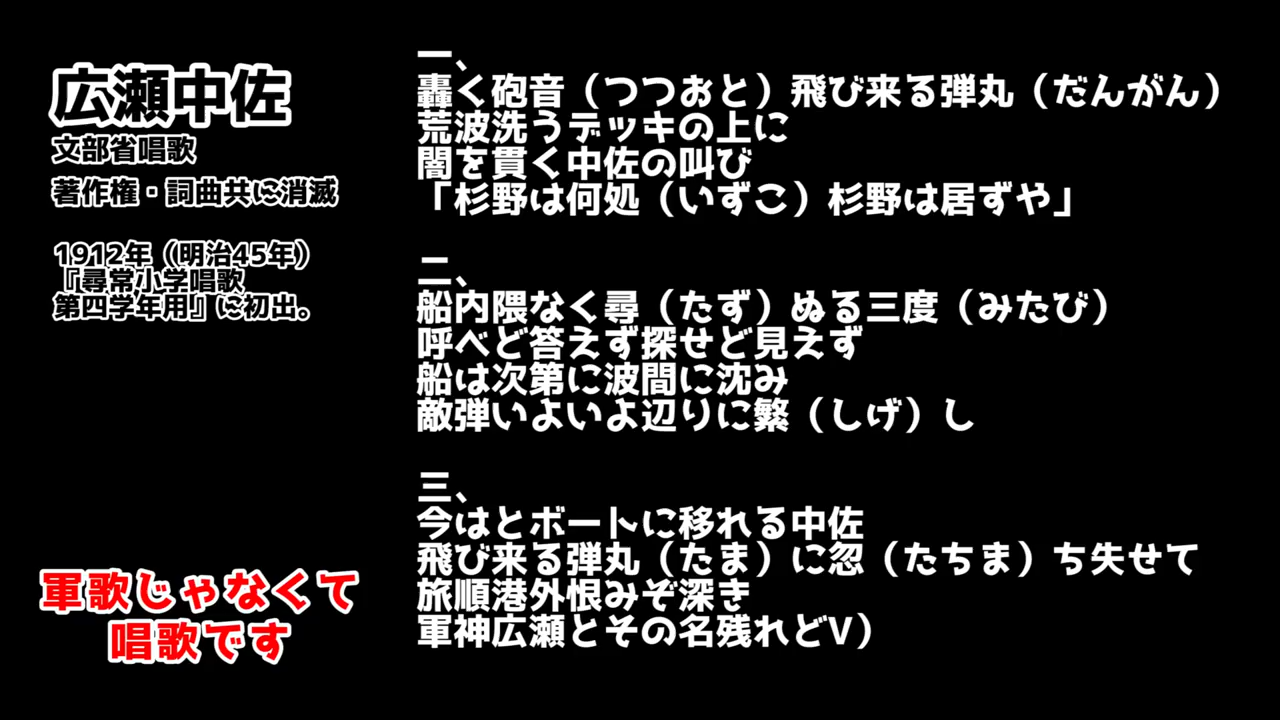 広瀬中佐
文部省唱歌
著作権・詞曲共に消滅
1912年（明治45年）
『尋常小学唱歌
第四学年用』に初出。
軍歌じゃなくて
唱歌です
一、
轟く砲音（つつおと）飛び来る弾丸（だんがん）
荒波洗うデッキの上に
闇を貫く中佐の叫び
「杉野は何処（いずこ）杉野は居ずや」
二、
船内隈なく尋（たず）ぬる三度（みたび）
呼べど答えず探せど見えず
船は次第に波間に沈み
敵弾いよいよ辺りに繁（しげ）し
三、
今はとボートに移れる中佐
飛び来る弾丸（たま）に忽（たちま）ち失せて
旅順港外恨みぞ深き
軍神広瀬とその名残れどV）